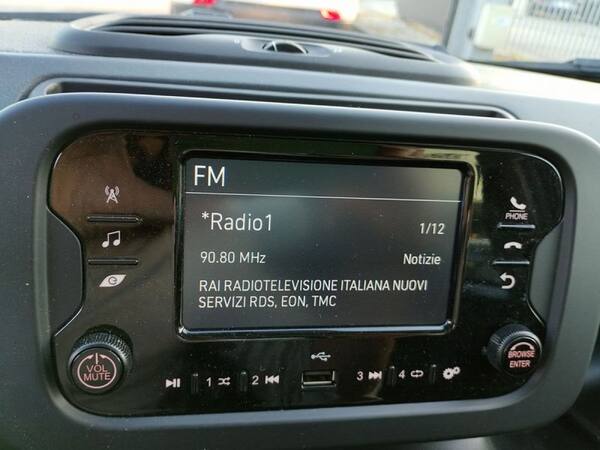 FM
*Radio1
1/12
90.80 MHz
Notizie
RAI RADIOTELEVISIONE ITALIANA NUOVI
SERVIZI RDS, EON, TMC
PHONE
VOL
MUTE
1
2
3
4
BROWSE
ENTER